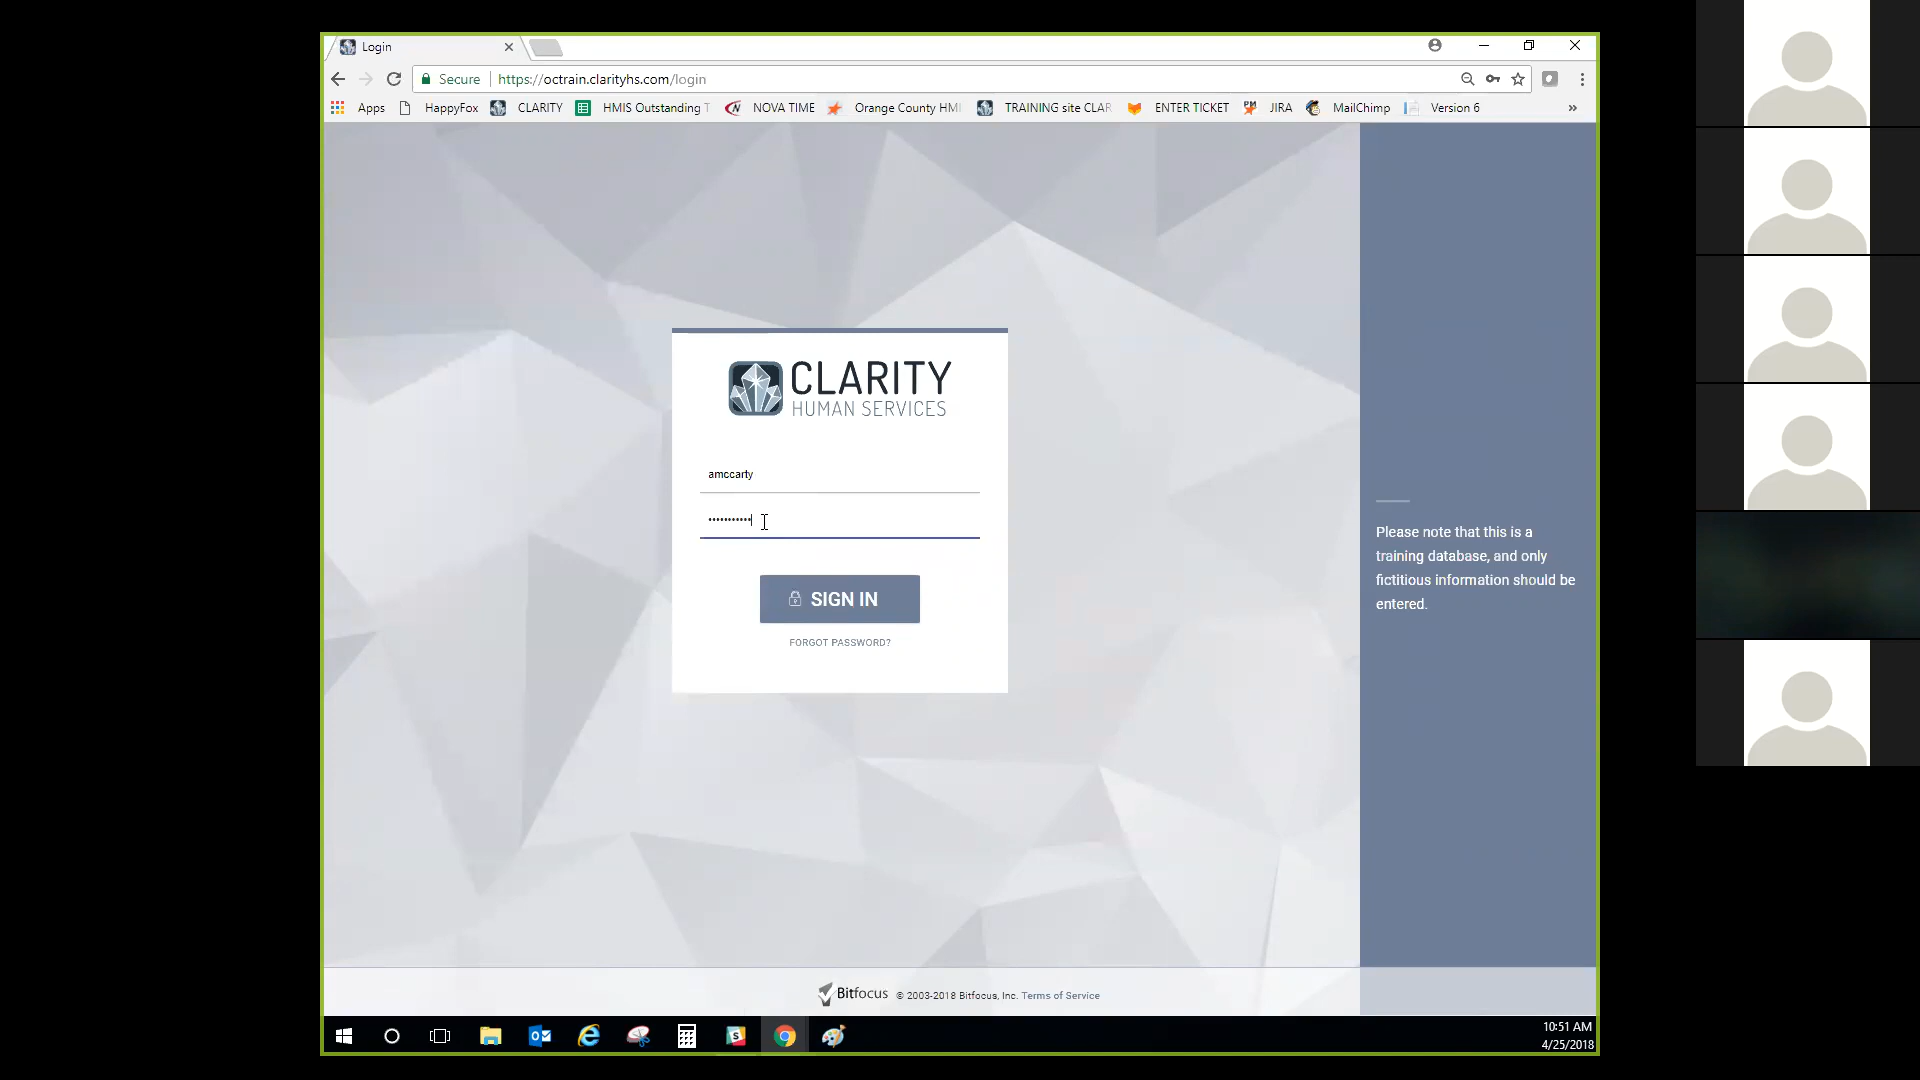 Login
Secure https://octrain.clarityhs.com/login
Apps HappyFox CLARITY HMIS Outstanding T NOVA TIME Orange County HMI TRAINING site CLAR ENTER TICKET JIRA MailChimp Version 6 »
CLARITY
HUMAN SERVICES
amccarty
•••••••••••
SIGN IN
FORGOT PASSWORD?
Please note that this is a
training database, and only
fictitious information should be
entered.
Bitfocus © 2003-2018 Bitfocus, Inc. Terms of Service
10:51 AM
4/25/2018